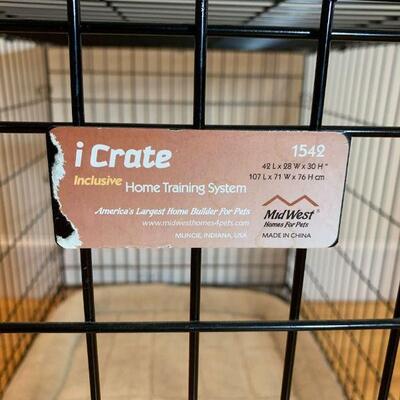 i Crate
Inclusive Home Training System
America's Largest Home Builder For Pets
www.midwesthomes4pets.com
MUNCIE, INDIANA, USA
1542
42 L x 28 W x 30 H "
107 L x 71 W x 76 H cm
MidWest®
Homes For Pets
MADE IN CHINA